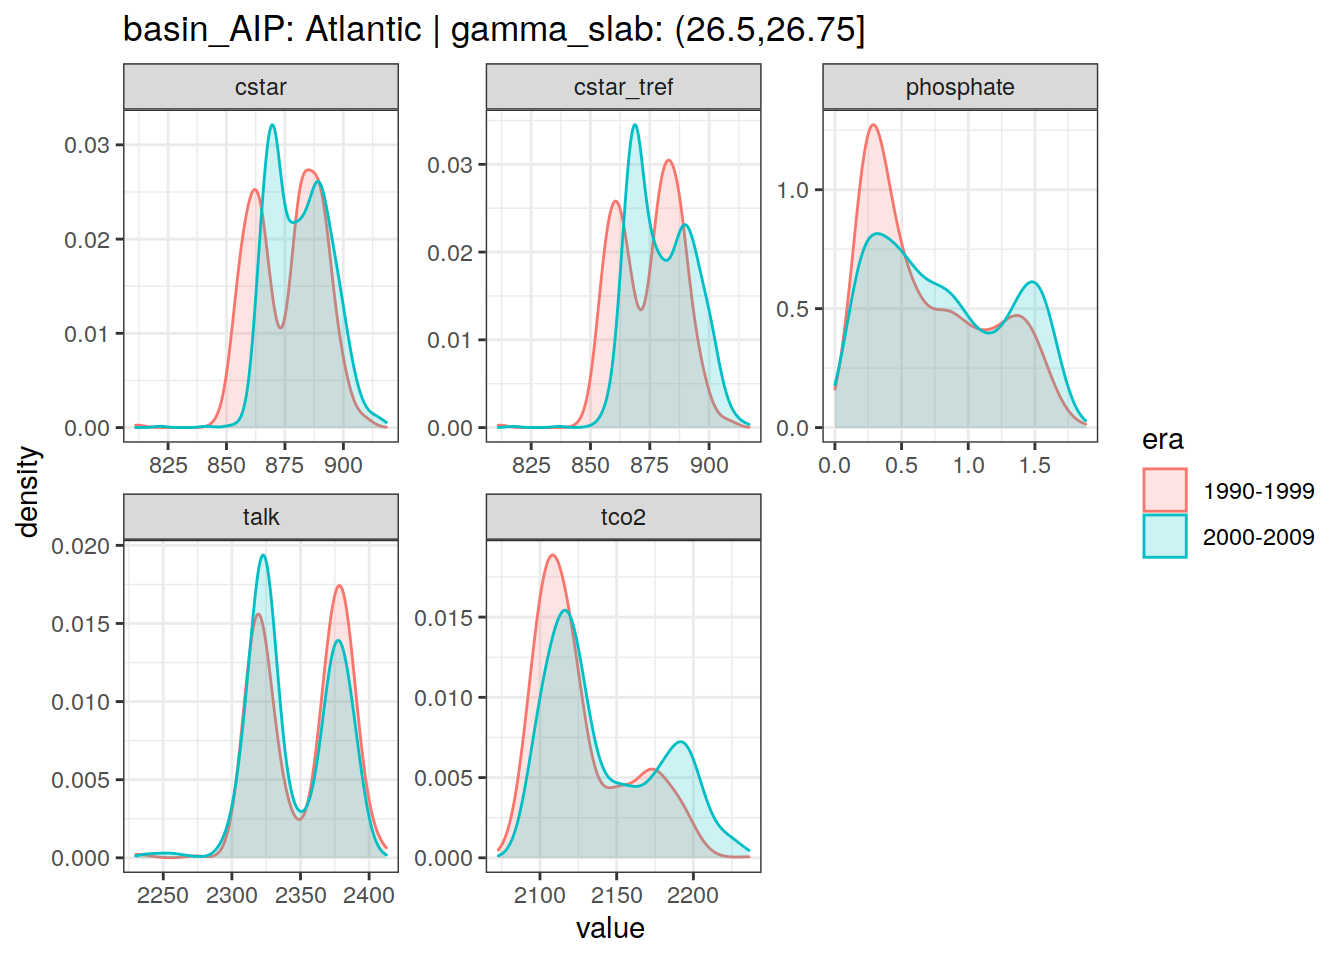 basin_AIP: Atlantic | gamma_slab: (26.5,26.75]
cstar
cstar_tref
phosphate
0.03
0.02
0.01
0.00
825 850 875 900
0.03
0.02
0.01
0.00
825 850 875 900
1.0
0.5
0.0
0.0 0.5 1.0 1.5
density
talk
tco2
0.020
0.015
0.010
0.005
0.000
2250 2300 2350 2400
0.015
0.010
0.005
0.000
2100 2150 2200
value
era
1990-1999
2000-2009